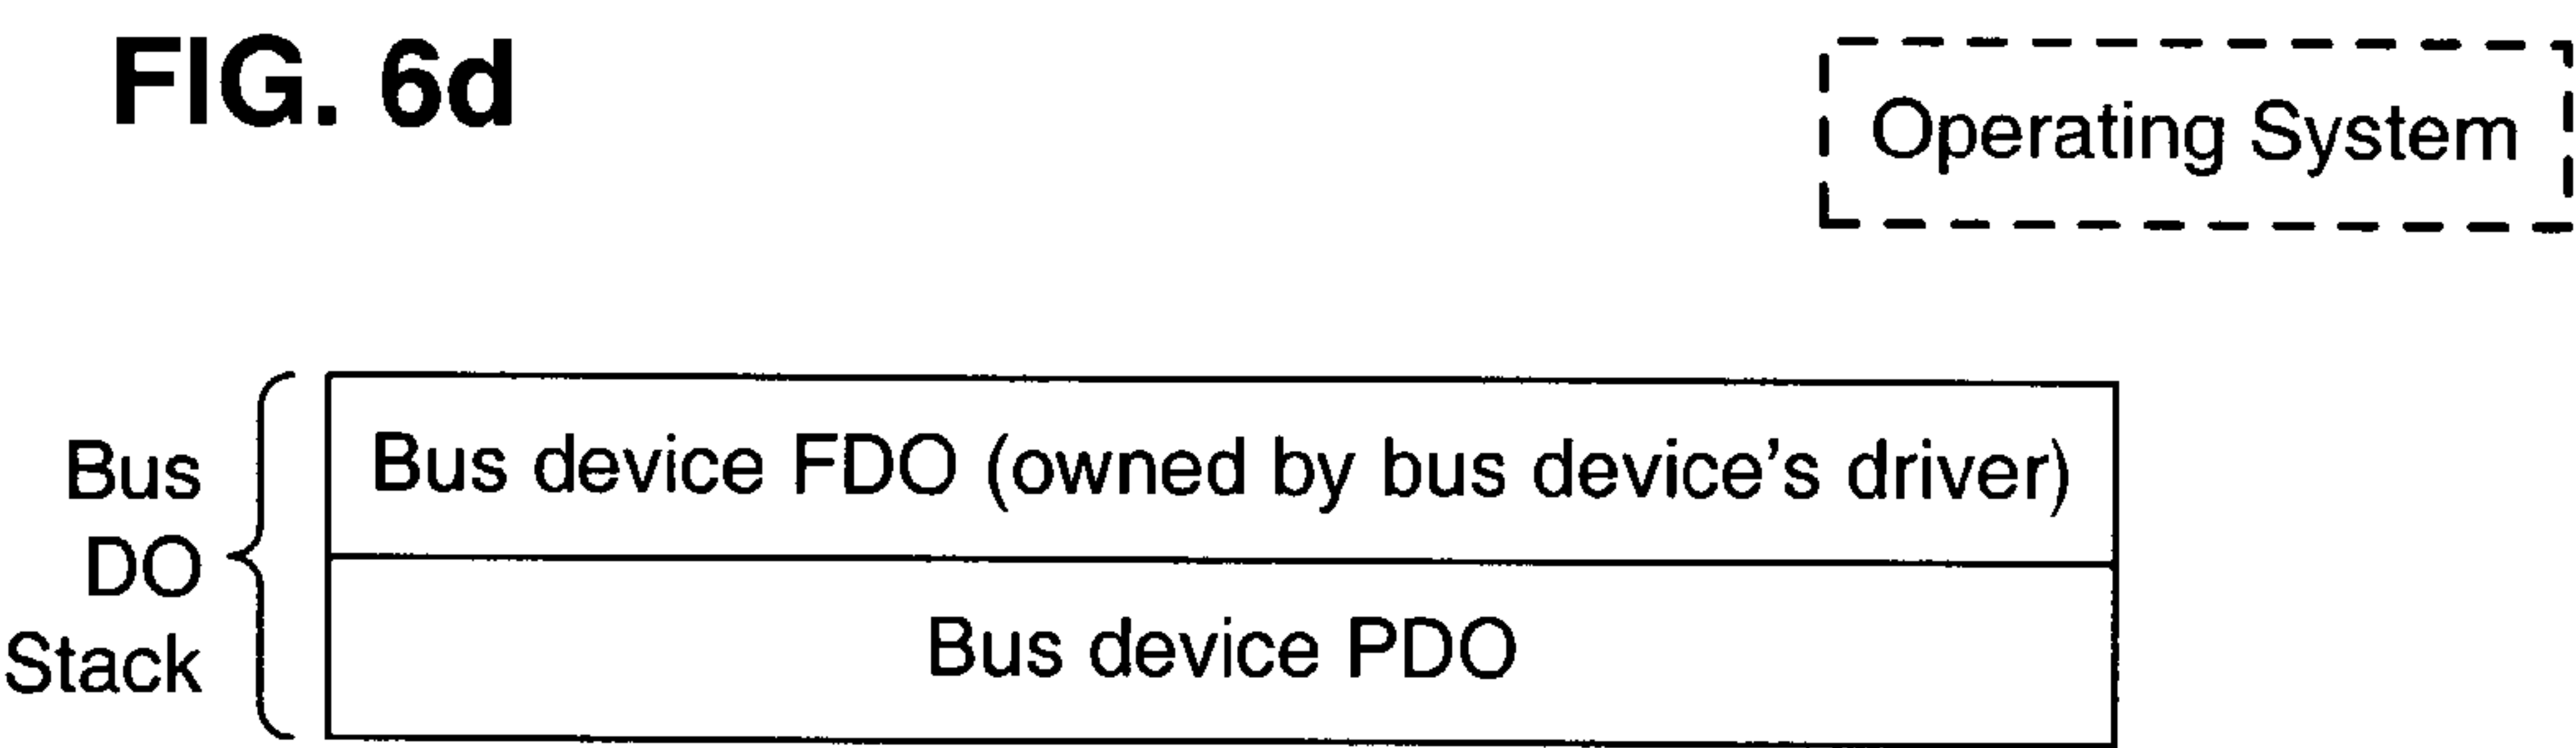 FIG. 6d
Operating System
Bus
DO
Stack
Bus device FDO (owned by bus device's driver)
Bus device PDO